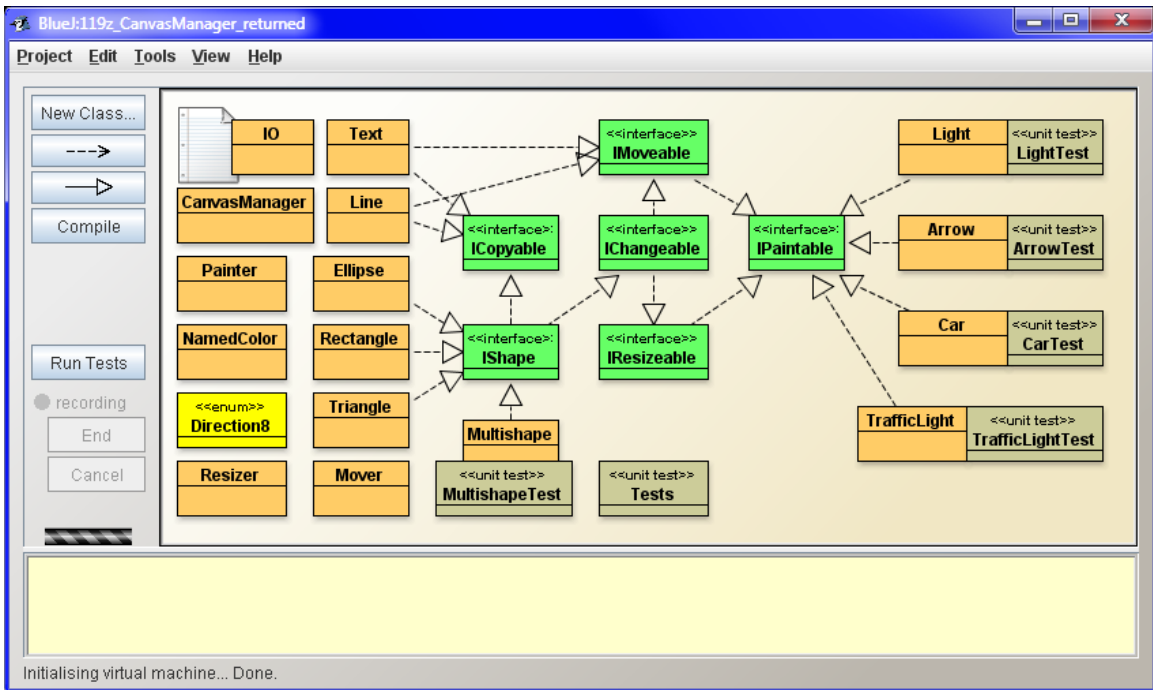 BlueJ:119z_CanvasManager_returned
Project Edit Tools View Help
New Class...
Compile
Run Tests
recording
End
Cancel
IO
Text
<<interface>>
IMoveable
Light
<<unit test>>
LightTest
CanvasManager
Line
<<interface>:
ICopyable
<<interface>>
IChangeable
<<interface>:
IPaintable
Arrow
<<unit test>>
ArrowTest
Painter
Ellipse
NamedColor
Rectangle
<<interface>:
IShape
<<interface>>
IResizeable
Car
<<unit test>>
CarTest
<<enum>>
Direction8
Triangle
Multishape
TrafficLight
<<unit test>>
TrafficLightTest
Resizer
Mover
<<unit test>>
MultishapeTest
<<unit test>>
Tests
Initialising virtual machine... Done.